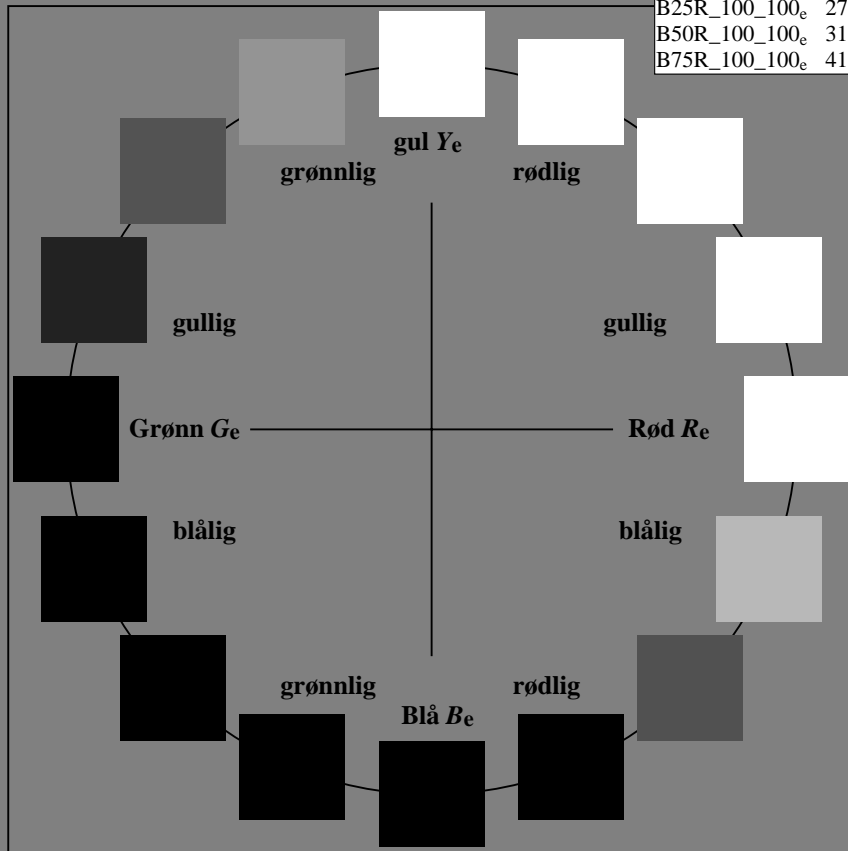 B25R_100_100e 27
B50R_100_100e 31
B75R_100_100e 41
gul Ye
grønnlig rødlig
gullig gullig
Grønn Ge Rød Re
blålig blålig
grønnlig rødlig
Blå Be